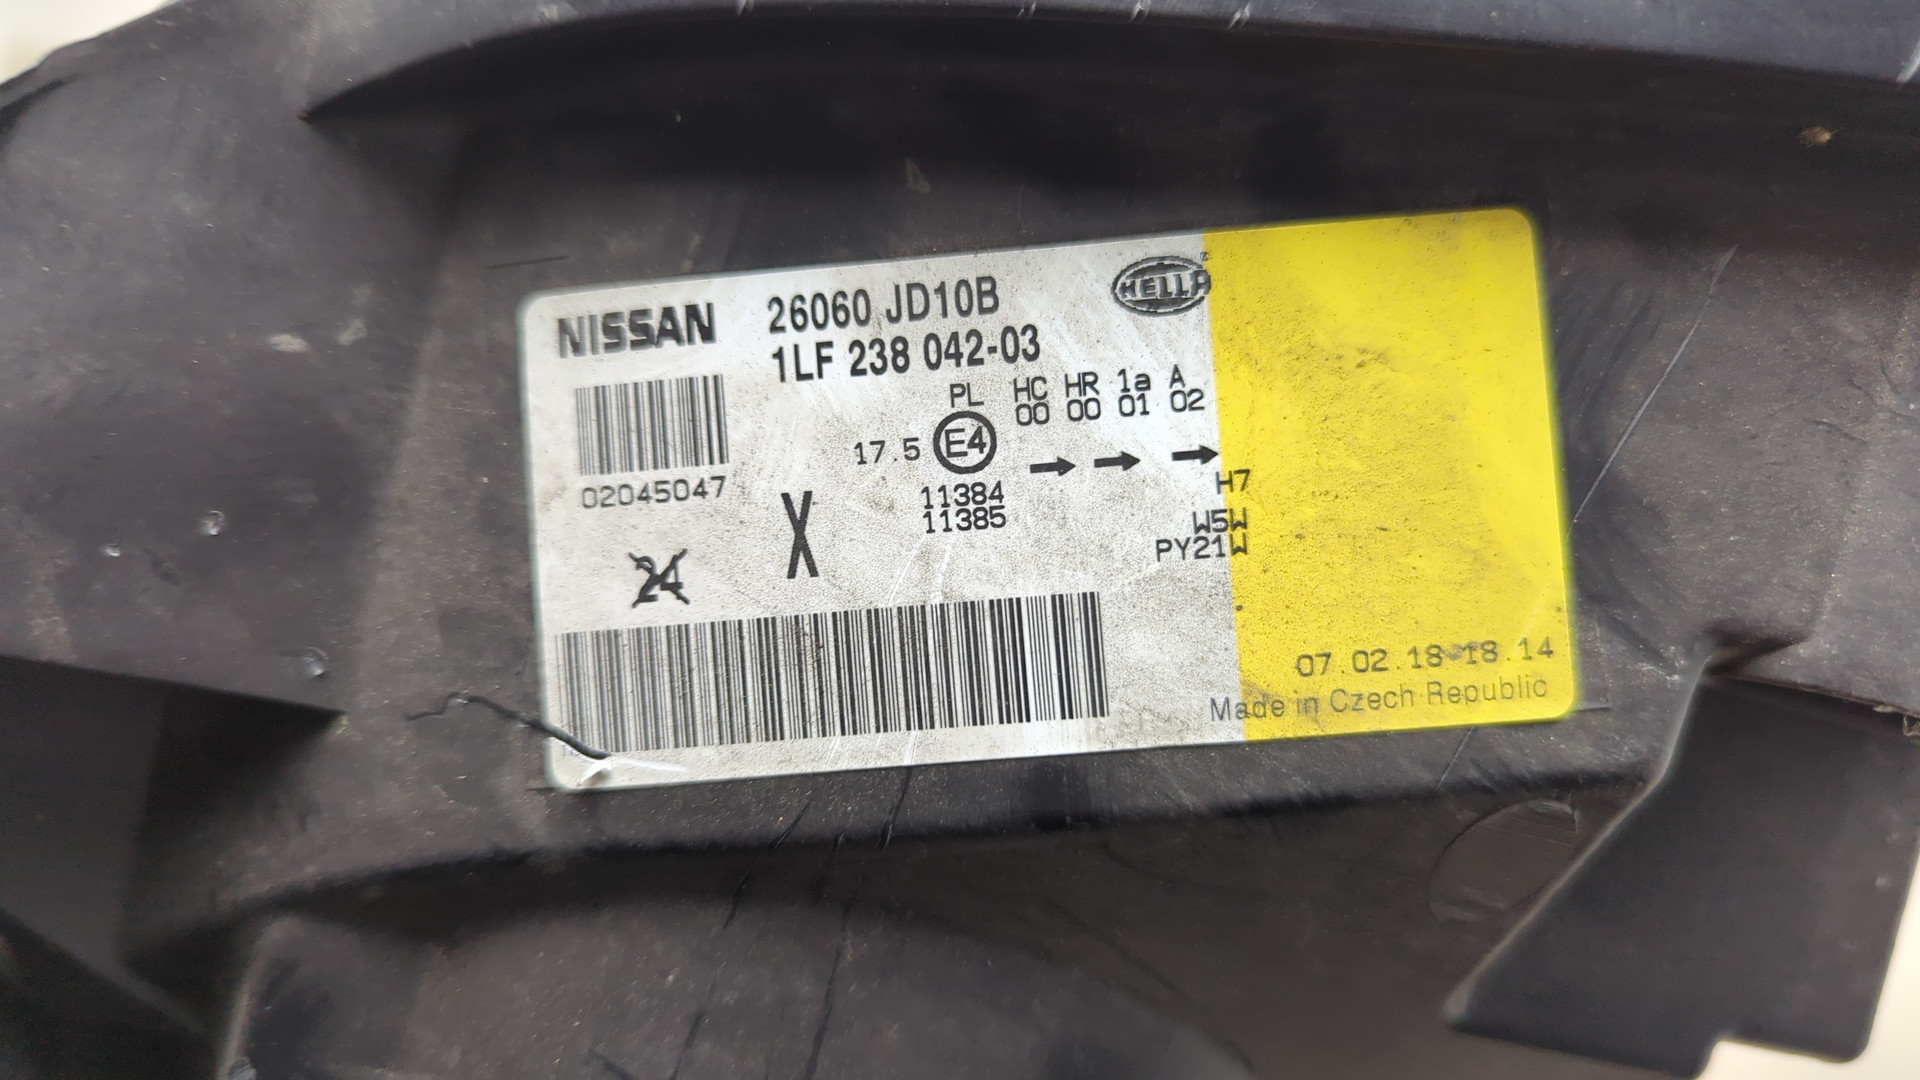 NISSAN
26060 JD10B
1LF 238 042-03
HELLA
PL HC HR 1a A
00 00 01 02
17.5 E4
11384
11385
H7
W5W
PY21W
02045047
X
24
07.02.18-18.14
Made in Czech Republic